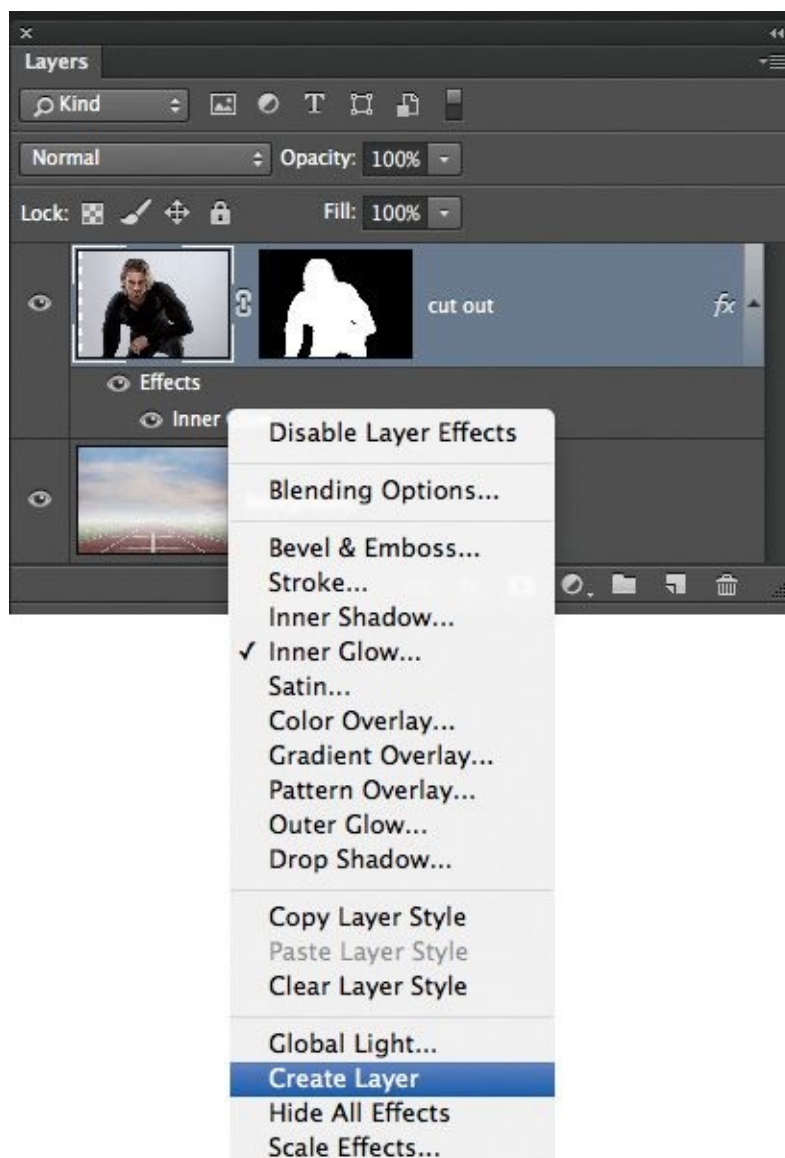 Layers
Kind
Normal Opacity: 100%
Lock: Fill: 100%
cut out fx
Effects
Inner
Disable Layer Effects
Blending Options...
Bevel & Emboss...
Stroke...
Inner Shadow...
✓ Inner Glow...
Satin...
Color Overlay...
Gradient Overlay...
Pattern Overlay...
Outer Glow...
Drop Shadow...
Copy Layer Style
Paste Layer Style
Clear Layer Style
Global Light...
Create Layer
Hide All Effects
Scale Effects...